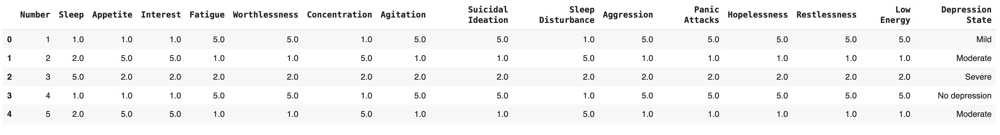 Number Sleep Appetite Interest Fatigue Worthlessness Concentration Agitation Suicidal Ideation Sleep Disturbance Aggression Panic Attacks Hopelessness Restlessness Low Energy Depression State
0 1 1.0 1.0 1.0 5.0 5.0 1.0 5.0 5.0 1.0 5.0 5.0 5.0 5.0 5.0 Mild
1 2 2.0 5.0 5.0 1.0 1.0 5.0 1.0 1.0 5.0 1.0 1.0 1.0 1.0 1.0 Moderate
2 3 5.0 2.0 2.0 2.0 2.0 2.0 2.0 2.0 2.0 2.0 2.0 2.0 2.0 2.0 Severe
3 4 1.0 1.0 1.0 5.0 5.0 1.0 5.0 5.0 1.0 5.0 5.0 5.0 5.0 5.0 No depression
4 5 2.0 5.0 5.0 1.0 1.0 5.0 1.0 1.0 5.0 1.0 1.0 1.0 1.0 1.0 Moderate